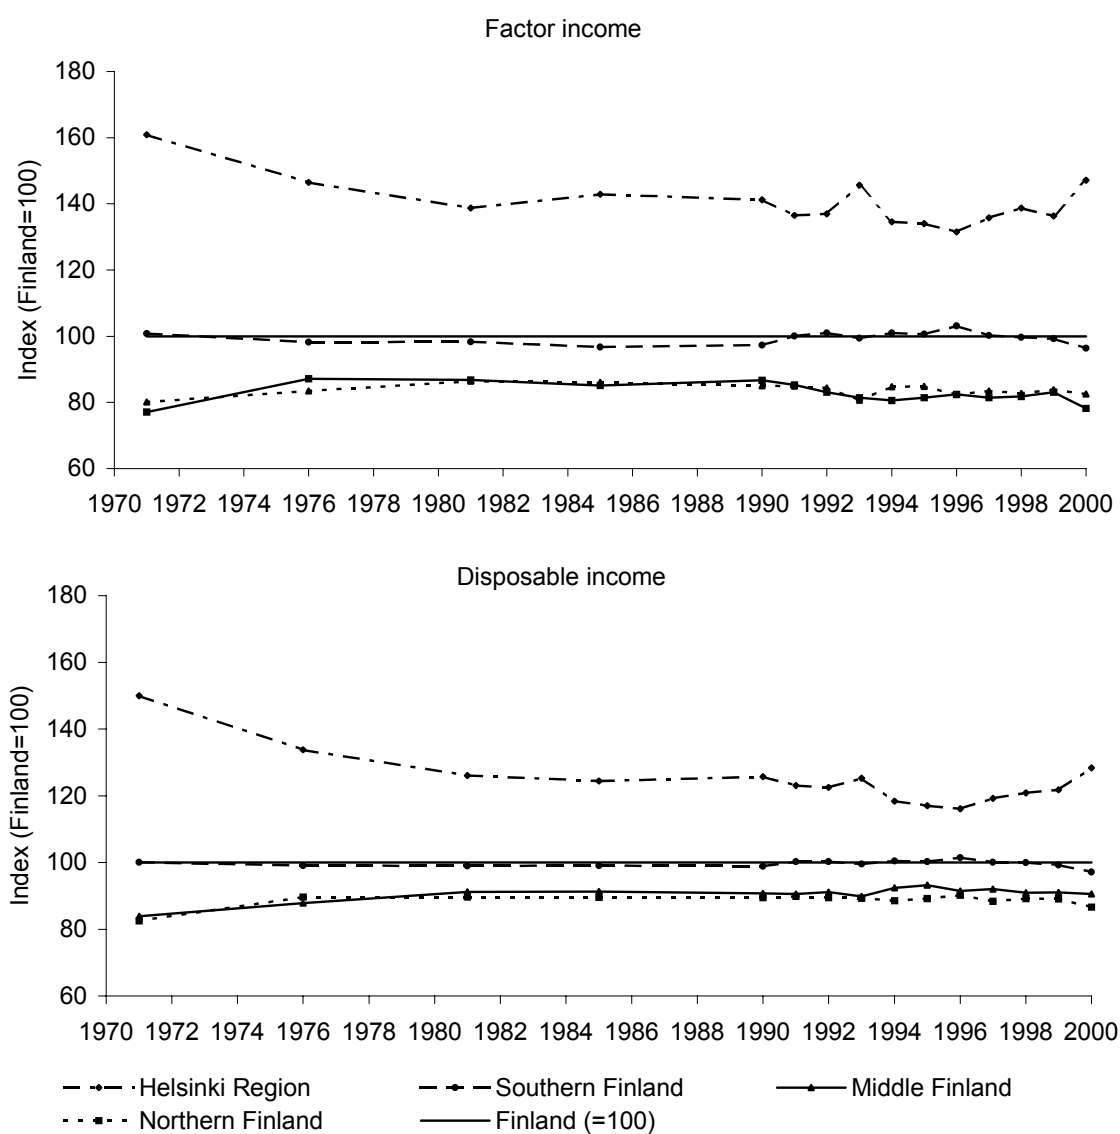 Factor income
180
160
140
120
100
80
60
Index (Finland=100)
1970 1972 1974 1976 1978 1980 1982 1984 1986 1988 1990 1992 1994 1996 1998 2000
Disposable income
180
160
140
120
100
80
60
Index (Finland=100)
1970 1972 1974 1976 1978 1980 1982 1984 1986 1988 1990 1992 1994 1996 1998 2000
Helsinki Region Southern Finland Middle Finland
Northern Finland Finland (=100)